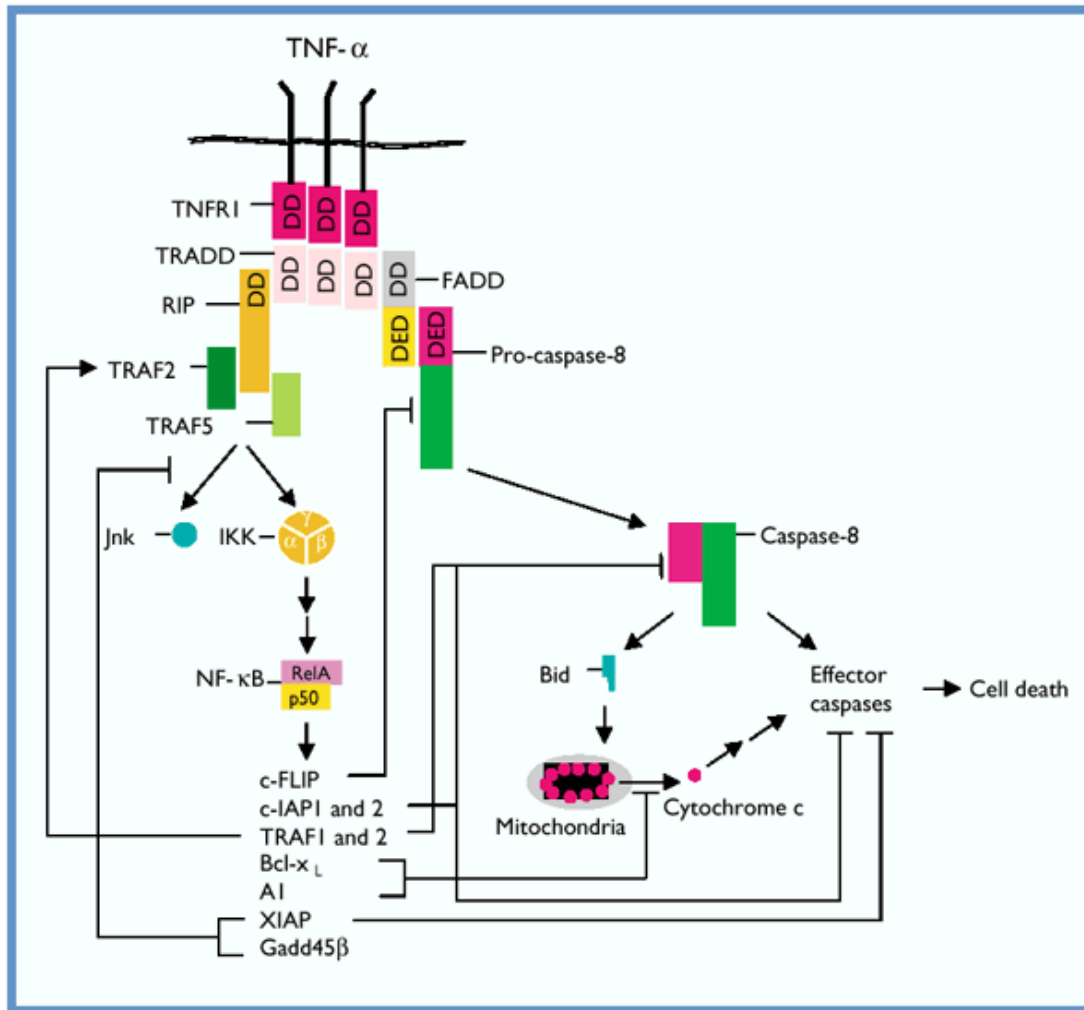 TNF- α
TNFR1
DD
DD
DD
TRADD
DD
DD
DD
DD
FADD
RIP
DD
DED
DED
Pro-caspase-8
TRAF2
TRAF5
Jnk
IKK
γ
α
β
Caspase-8
NF- κB
RelA
p50
Bid
Effector
caspases
Cell death
c-FLIP
c-IAP1 and 2
TRAF1 and 2
Bcl-x L
A1
XIAP
Gadd45β
Cytochrome c
Mitochondria